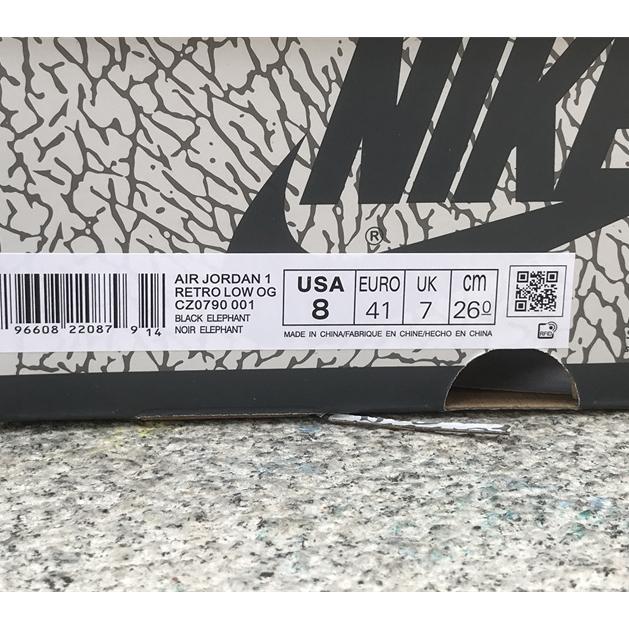 NIKE
®
AIR JORDAN 1
RETRO LOW OG
CZ0790 001
BLACK ELEPHANT
NOIR ELEPHANT
USA 8
EURO 41
UK 7
cm 26.0
96608 22087 9 14
MADE IN CHINA/FABRIQUE EN CHINE/HECHO EN CHINA
RFID